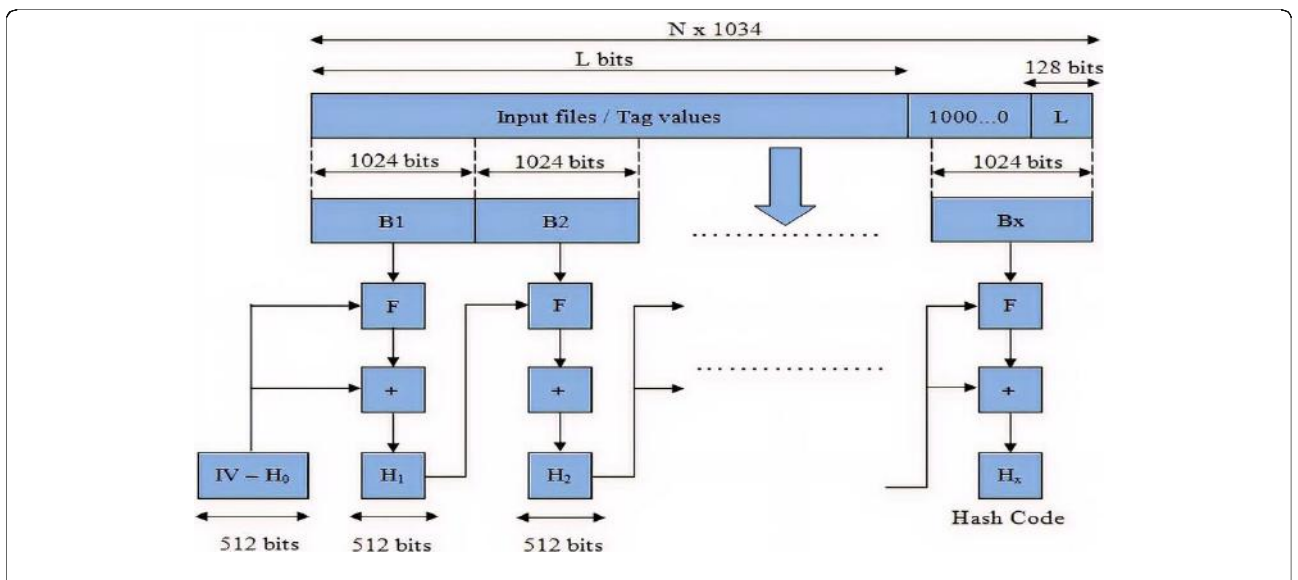 N x 1034
L bits
128 bits
Input files / Tag values
1000...0
L
1024 bits
1024 bits
1024 bits
B1
B2
Bx
F
F
F
+
+
+
IV – H₀
H₁
H₂
Hₓ
Hash Code
512 bits
512 bits
512 bits